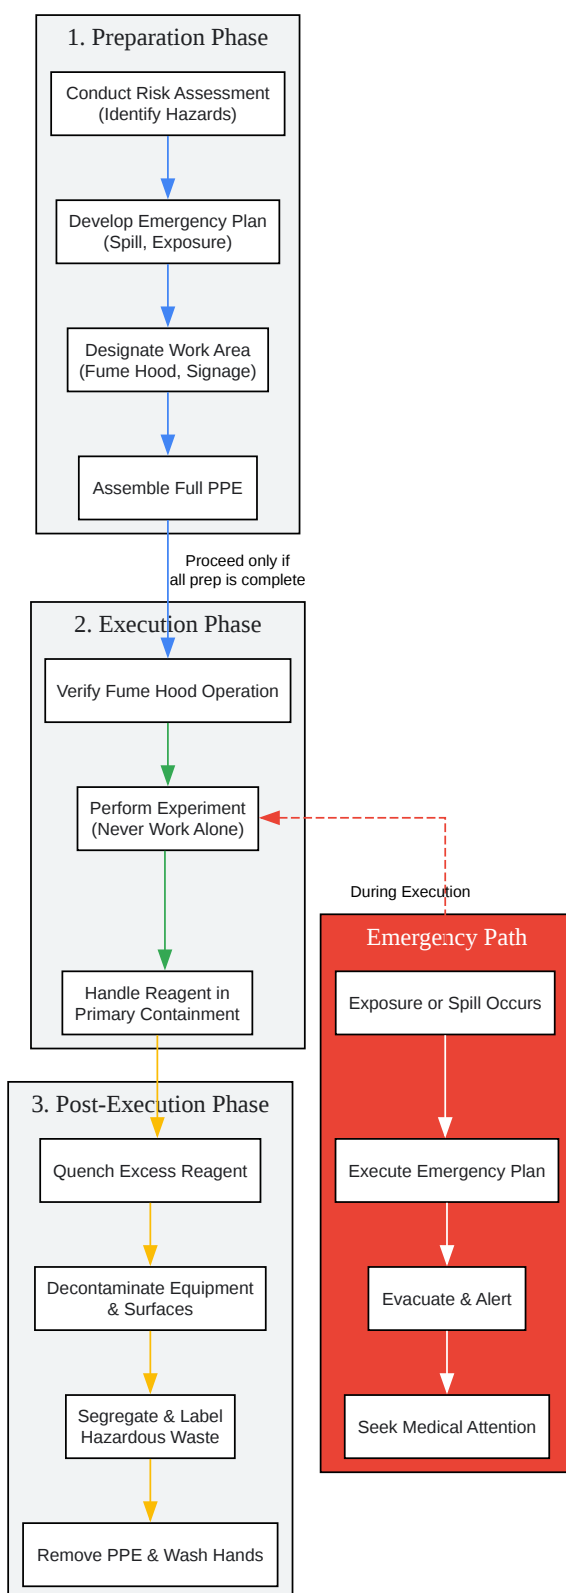 1. Preparation Phase
Conduct Risk Assessment
(Identify Hazards)
Develop Emergency Plan
(Spill, Exposure)
Designate Work Area
(Fume Hood, Signage)
Assemble Full PPE
Proceed only if
all prep is complete
2. Execution Phase
Verify Fume Hood Operation
Perform Experiment
(Never Work Alone)
Handle Reagent in
Primary Containment
During Execution
Emergency Path
Exposure or Spill Occurs
Execute Emergency Plan
Evacuate & Alert
Seek Medical Attention
3. Post-Execution Phase
Quench Excess Reagent
Decontaminate Equipment
& Surfaces
Segregate & Label
Hazardous Waste
Remove PPE & Wash Hands